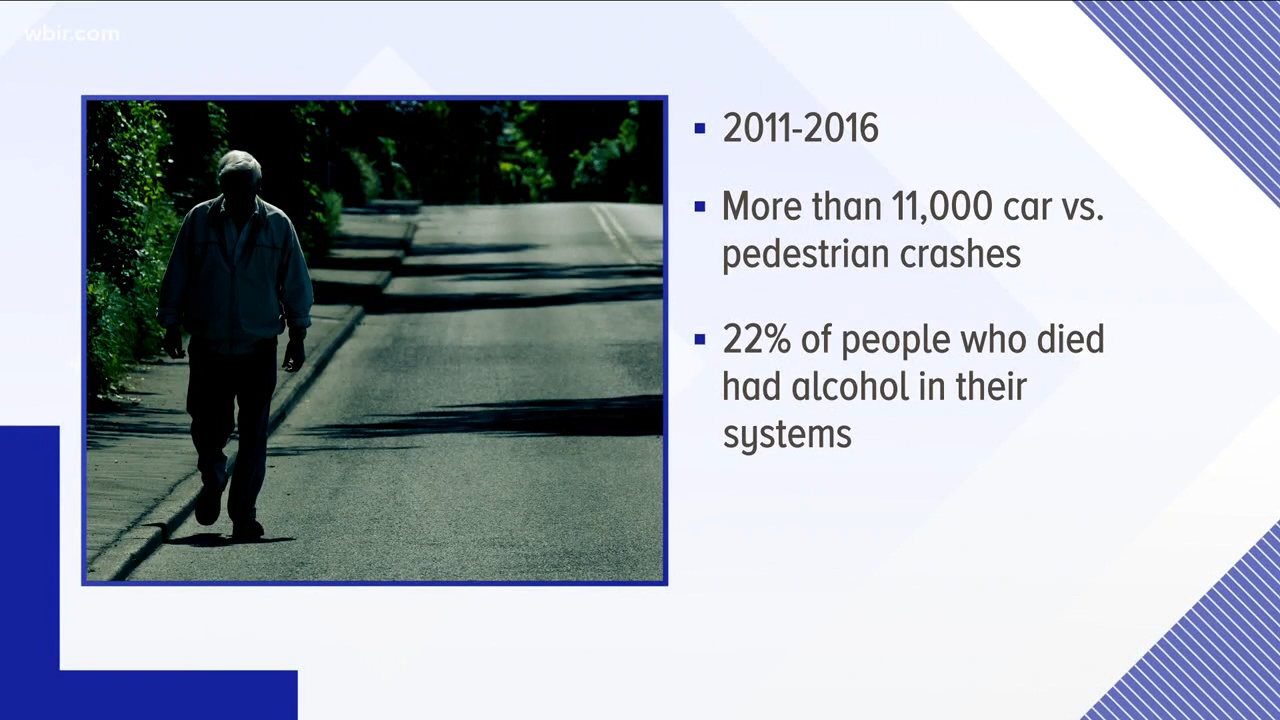 wbir.com
2011-2016
More than 11,000 car vs.
pedestrian crashes
22% of people who died
had alcohol in their
systems